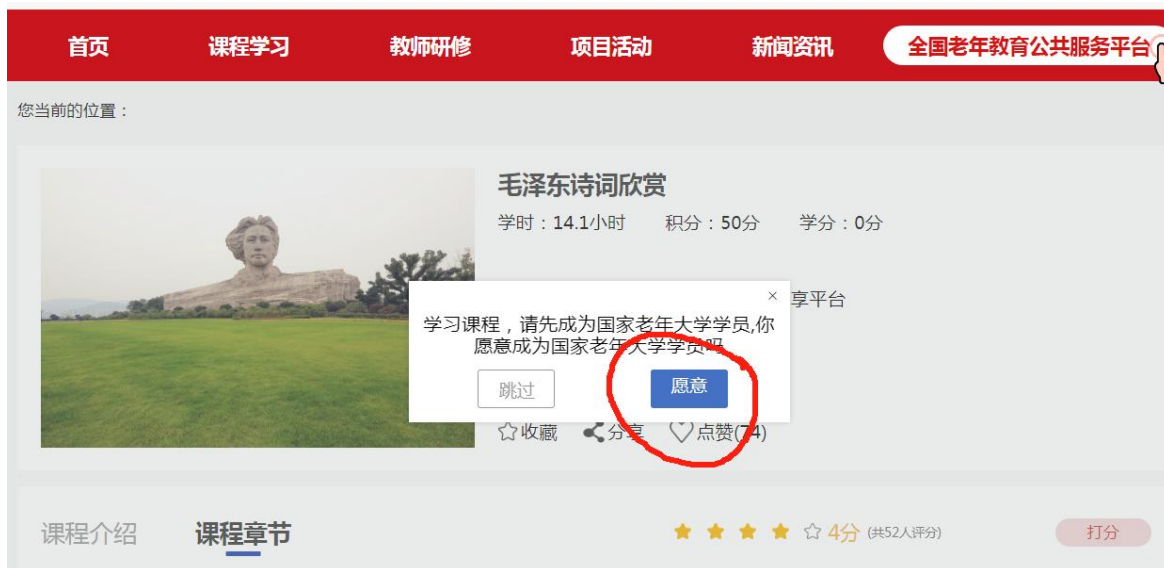 首页 课程学习 教师研修 项目活动 新闻资讯 全国老年教育公共服务平台
您当前的位置：
毛泽东诗词欣赏
学时：14.1小时 积分：50分 学分：0分
享平台
×
学习课程，请先成为国家老年大学学员,你
愿意成为国家老年大学学员吗
跳过 愿意
收藏 分享 点赞(74)
课程介绍 课程章节 4分 (共52人评分) 打分